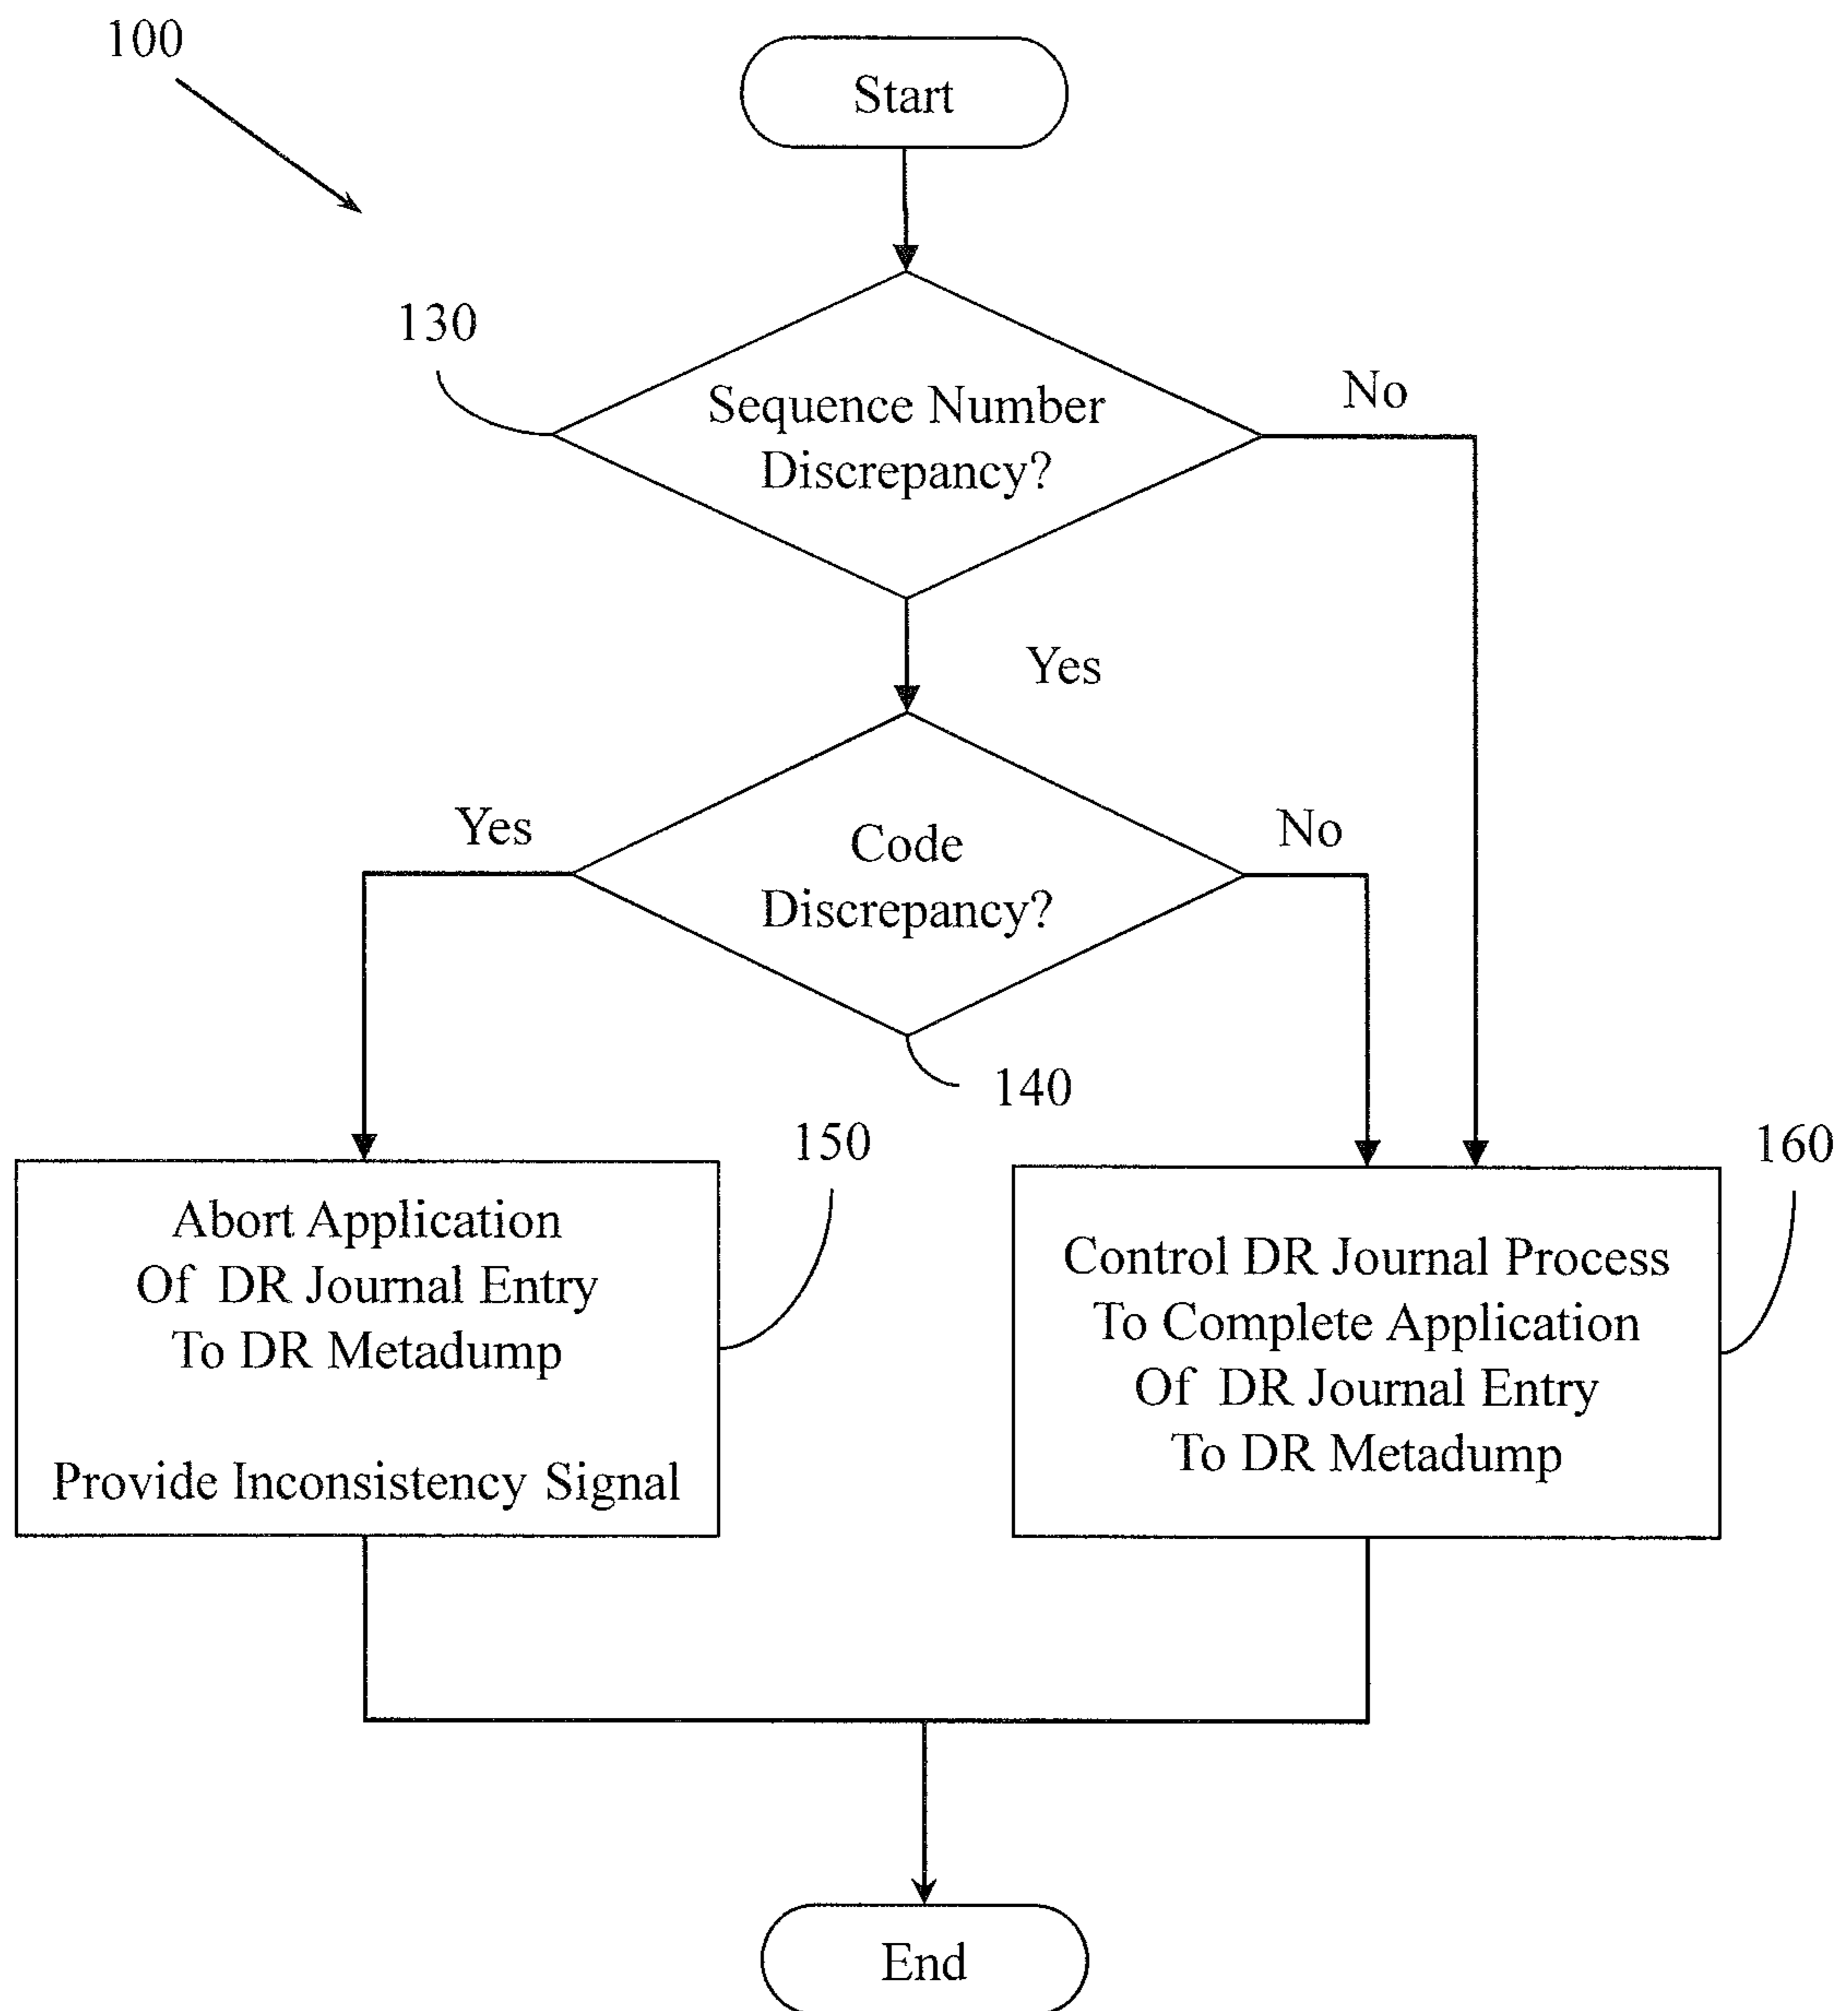 100
Start
130
Sequence Number
Discrepancy?
No
Yes
Yes
Code
Discrepancy?
No
140
150
160
Abort Application
Of DR Journal Entry
To DR Metadump
Provide Inconsistency Signal
Control DR Journal Process
To Complete Application
Of DR Journal Entry
To DR Metadump
End